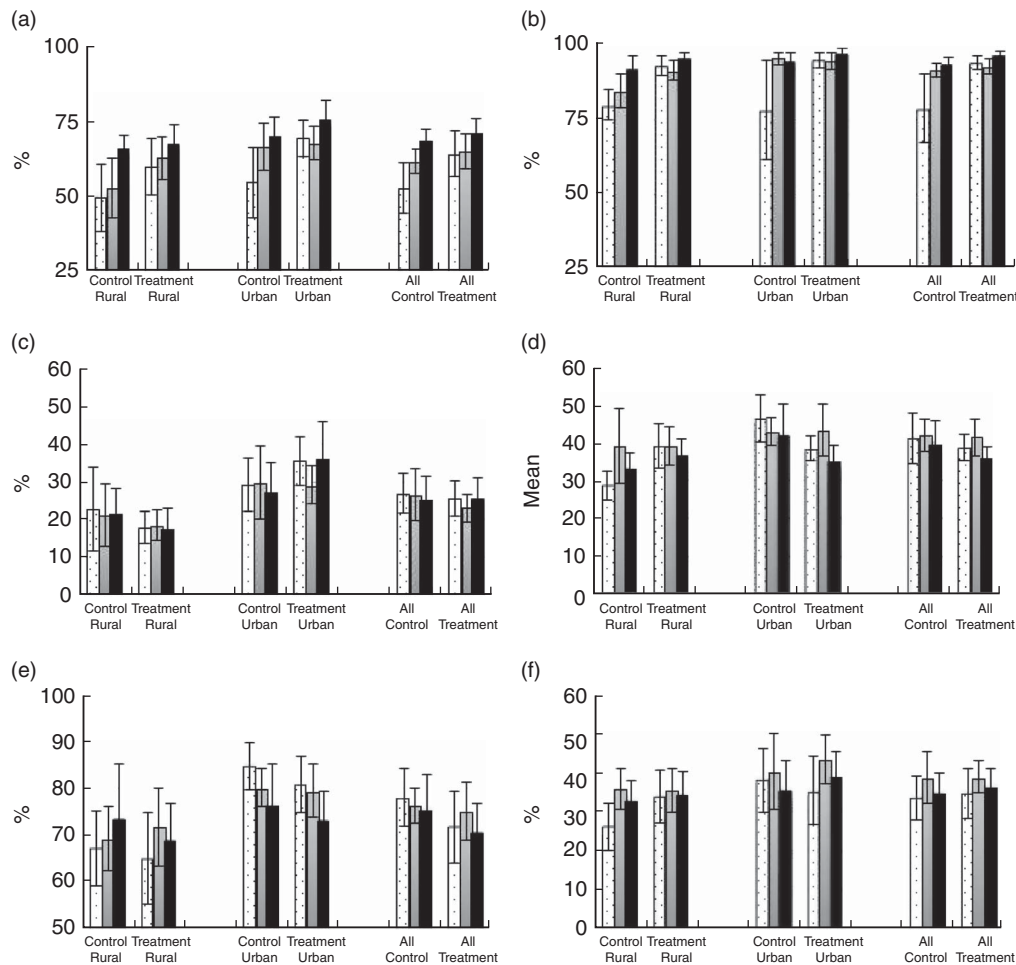 (a)
100
75
50
25
%
Control Treatment
Rural Rural
Control Treatment
Urban Urban
All All
Control Treatment
(b)
100
75
50
25
%
Control Treatment
Rural Rural
Control Treatment
Urban Urban
All All
Control Treatment
(c)
60
50
40
30
20
10
0
%
Control Treatment
Rural Rural
Control Treatment
Urban Urban
All All
Control Treatment
(d)
60
50
40
30
20
10
0
Mean
Control Treatment
Rural Rural
Control Treatment
Urban Urban
All All
Control Treatment
(e)
100
90
80
70
60
50
%
Control Treatment
Rural Rural
Control Treatment
Urban Urban
All All
Control Treatment
(f)
60
50
40
30
20
10
0
%
Control Treatment
Rural Rural
Control Treatment
Urban Urban
All All
Control Treatment